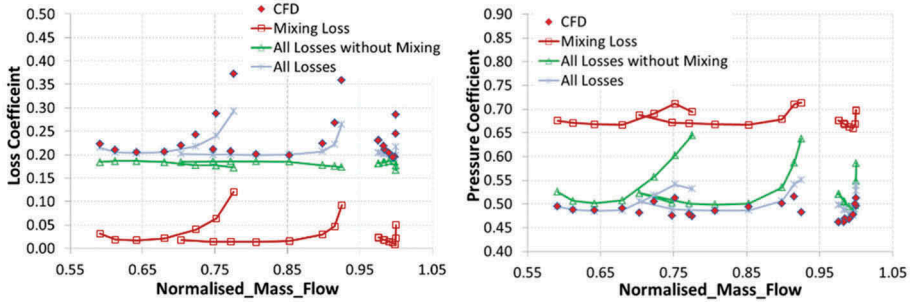 0.50
0.45
0.40
0.35
0.30
0.25
0.20
0.15
0.10
0.05
0.00
Loss Coeffiecint
0.55 0.65 0.75 0.85 0.95 1.05
Normalised_Mass_Flow
CFD
Mixing Loss
All Losses without Mixing
All Losses
0.90
0.85
0.80
0.75
0.70
0.65
0.60
0.55
0.50
0.45
0.40
Pressure Coefficient
0.55 0.65 0.75 0.85 0.95 1.05
Normalised_Mass_Flow
CFD
Mixing Loss
All Losses without Mixing
All Losses